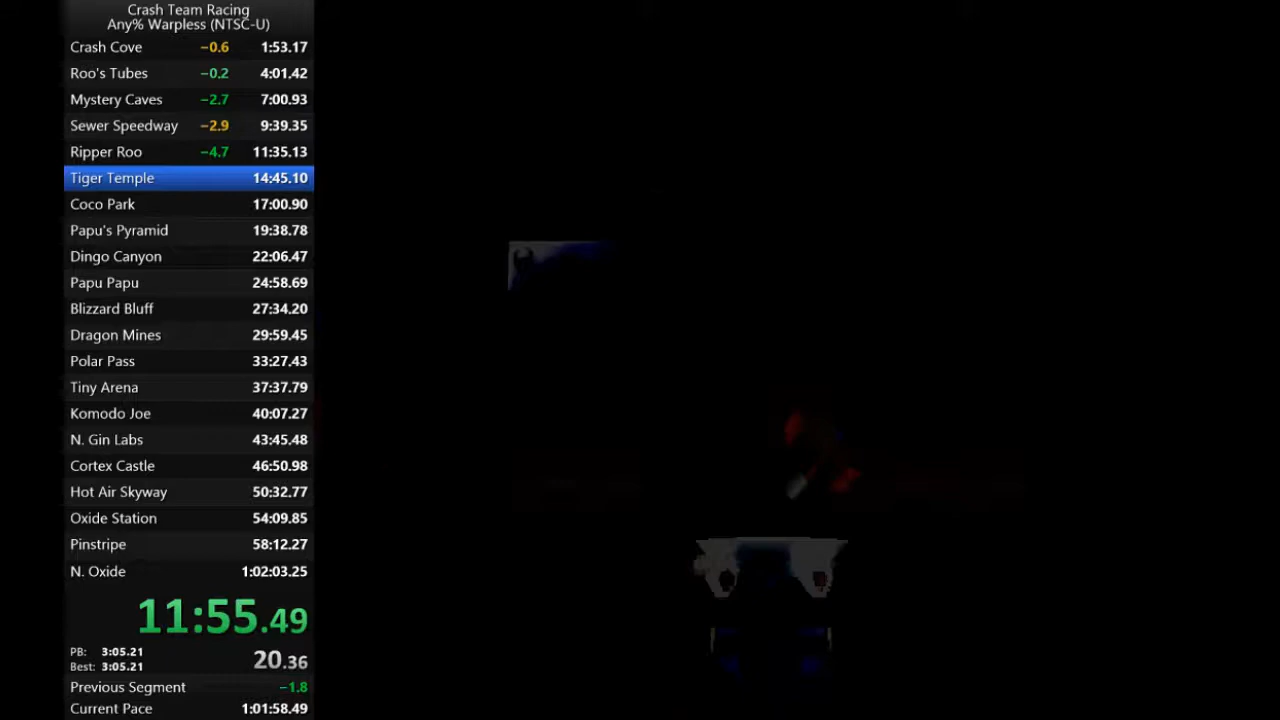 Crash Team Racing
Any% Warpless (NTSC-U)
Crash Cove −0.6 1:53.17
Roo's Tubes −0.2 4:01.42
Mystery Caves −2.7 7:00.93
Sewer Speedway −2.9 9:39.35
Ripper Roo −4.7 11:35.13
Tiger Temple 14:45.10
Coco Park 17:00.90
Papu's Pyramid 19:38.78
Dingo Canyon 22:06.47
Papu Papu 24:58.69
Blizzard Bluff 27:34.20
Dragon Mines 29:59.45
Polar Pass 33:27.43
Tiny Arena 37:37.79
Komodo Joe 40:07.27
N. Gin Labs 43:45.48
Cortex Castle 46:50.98
Hot Air Skyway 50:32.77
Oxide Station 54:09.85
Pinstripe 58:12.27
N. Oxide 1:02:03.25
11:55.49
PB: 3:05.21
Best: 3:05.21 20.36
Previous Segment −1.8
Current Pace 1:01:58.49